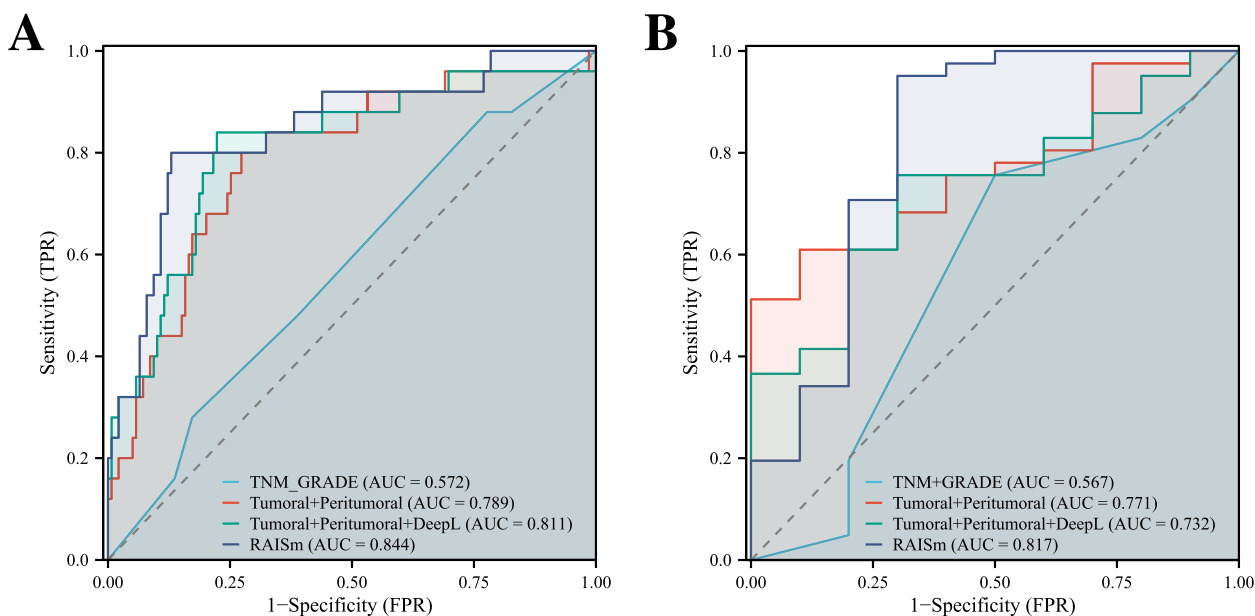 A
1.0
0.8
0.6
0.4
0.2
0.0
Sensitivity (TPR)
TNM_GRADE (AUC = 0.572)
Tumoral+Peritumoral (AUC = 0.789)
Tumoral+Peritumoral+DeepL (AUC = 0.811)
RAISm (AUC = 0.844)
0.00 0.25 0.50 0.75 1.00
1−Specificity (FPR)
B
1.0
0.8
0.6
0.4
0.2
0.0
Sensitivity (TPR)
TNM+GRADE (AUC = 0.567)
Tumoral+Peritumoral (AUC = 0.771)
Tumoral+Peritumoral+DeepL (AUC = 0.732)
RAISm (AUC = 0.817)
0.00 0.25 0.50 0.75 1.00
1−Specificity (FPR)